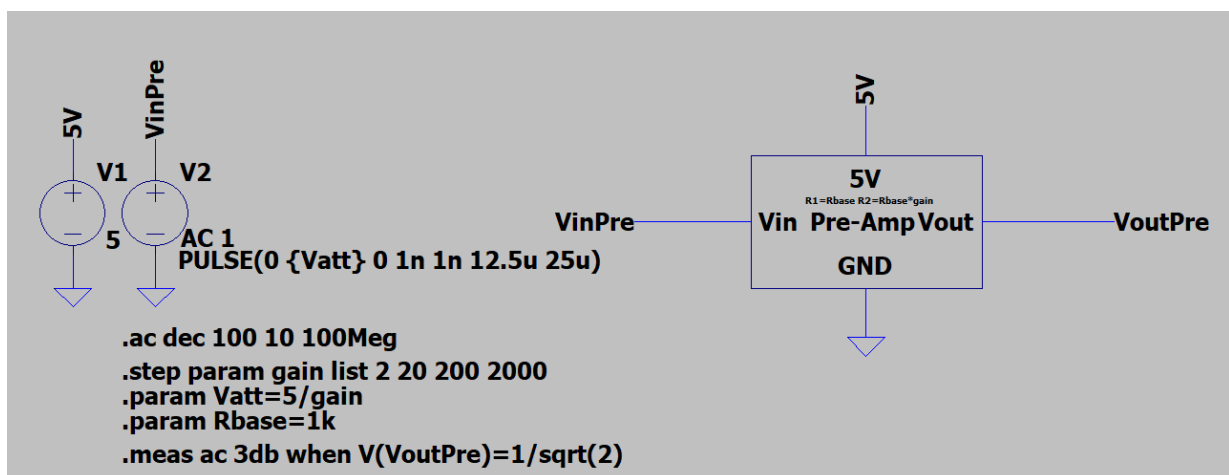 5V
VinPre
V1
V2
5
AC 1
PULSE(0 {Vatt} 0 1n 1n 12.5u 25u)
.ac dec 100 10 100Meg
.step param gain list 2 20 200 2000
.param Vatt=5/gain
.param Rbase=1k
.meas ac 3db when V(VoutPre)=1/sqrt(2)
5V
5V
R1=Rbase R2=Rbase*gain
VinPre
Vin Pre-Amp Vout
VoutPre
GND